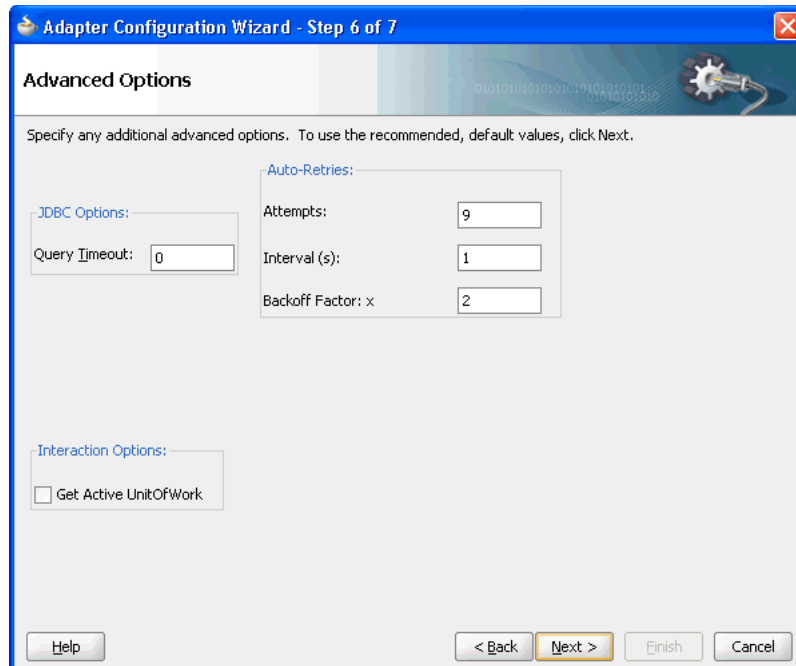 Adapter Configuration Wizard - Step 6 of 7
Advanced Options
0101010101010101010101010101
01010101010
Specify any additional advanced options. To use the recommended, default values, click Next.
JDBC Options:
Query Timeout: 0
Auto-Retries:
Attempts: 9
Interval (s): 1
Backoff Factor: x 2
Interaction Options:
Get Active UnitOfWork
Help
< Back
Next >
Finish
Cancel